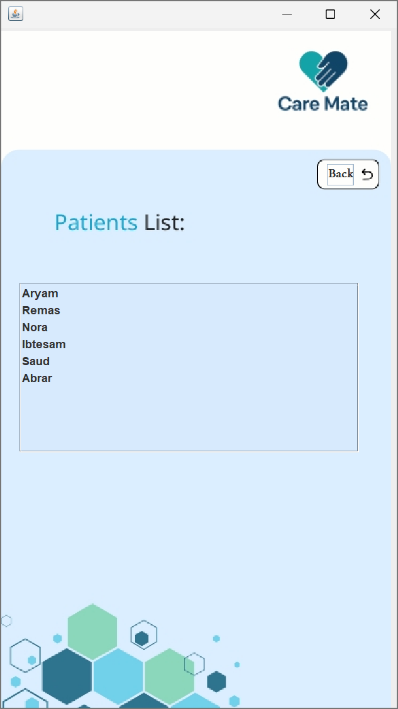 Care Mate
Back
Patients List:
Aryam
Remas
Nora
Ibtesam
Saud
Abrar